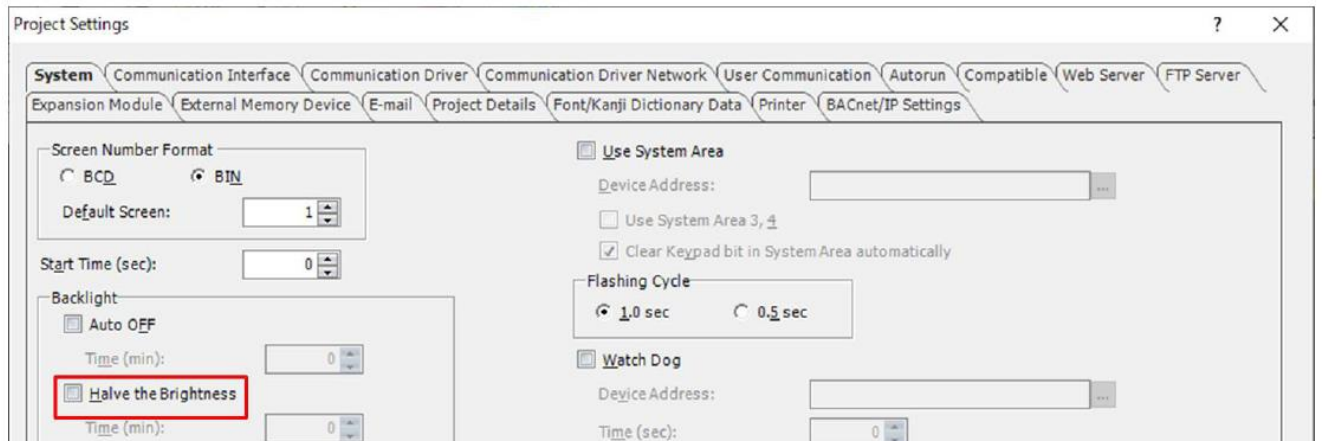 Project Settings ? ×
System Communication Interface Communication Driver Communication Driver Network User Communication Autorun Compatible Web Server FTP Server
Expansion Module External Memory Device E-mail Project Details Font/Kanji Dictionary Data Printer BACnet/IP Settings
Screen Number Format
BCD BIN
Default Screen: 1
Start Time (sec): 0
Backlight
Auto OFF
Time (min): 0
Halve the Brightness
Time (min): 0
Use System Area
Device Address: ...
Use System Area 3, 4
Clear Keypad bit in System Area automatically
Flashing Cycle
1.0 sec 0.5 sec
Watch Dog
Device Address: ...
Time (sec): 0